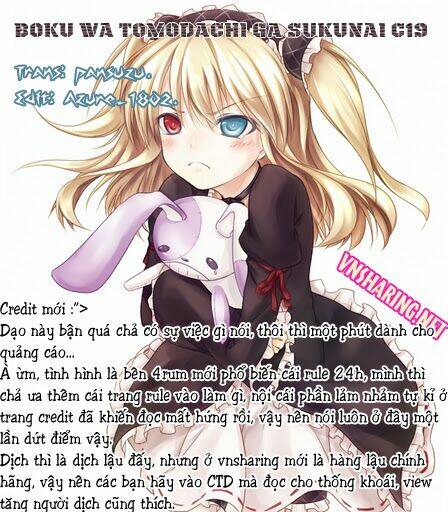 BOKU WA TOMODACHI GA SUKUNAI C19
Trans: pansuzu.
Edit: Azure_1802.
VNSHARING.NET
Credit mới :">
Dạo này bận quá chả có sự việc gì nói, thôi thì một phút dành cho
quảng cáo...
À ừm, tình hình là bên 4rum mới phổ biến cái rule 24h, mình thì
chả ưa thêm cái trang rule vào làm gì, nội cái phần lảm nhảm tự kỉ ở
trang credit đã khiến đọc mất hứng rồi, vậy nên nói luôn ở đây một
lần dứt điểm vậy.
Dịch thì là dịch lậu đấy, nhưng ở vnsharing mới là hàng lậu chính
hãng, vậy nên các bạn hãy vào CTD mà đọc cho thống khoái, view
tăng người dịch cũng thích.